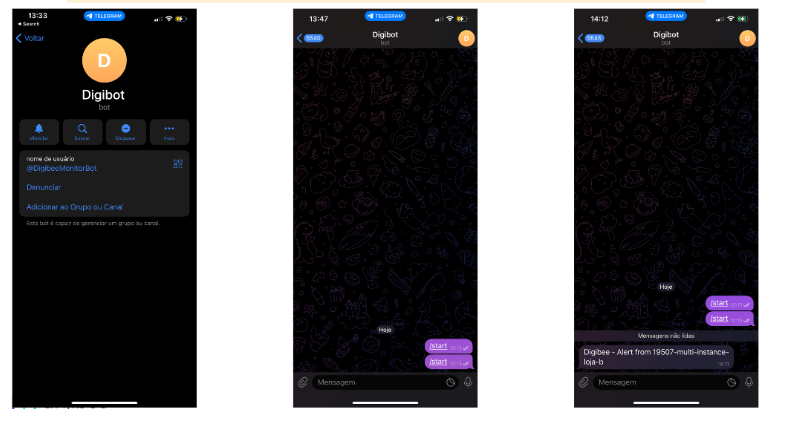 13:33
TELEGRAM
Search
Voltar
D
Digibot
bot
Buscar
Mais
nome de usuário
@DigibeeMonitorBot
Denunciar
Adicionar ao Grupo ou Canal
Este bot é capaz de gerenciar um grupo ou canal.
13:47
TELEGRAM
5540
Digibot
bot
D
Hoje
/start
/start
Mensagem
14:12
TELEGRAM
5545
Digibot
bot
D
Hoje
/start
/start
Mensagens não lidas
Digibee - Alert from 19507-multi-instance-
loja-b
Mensagem